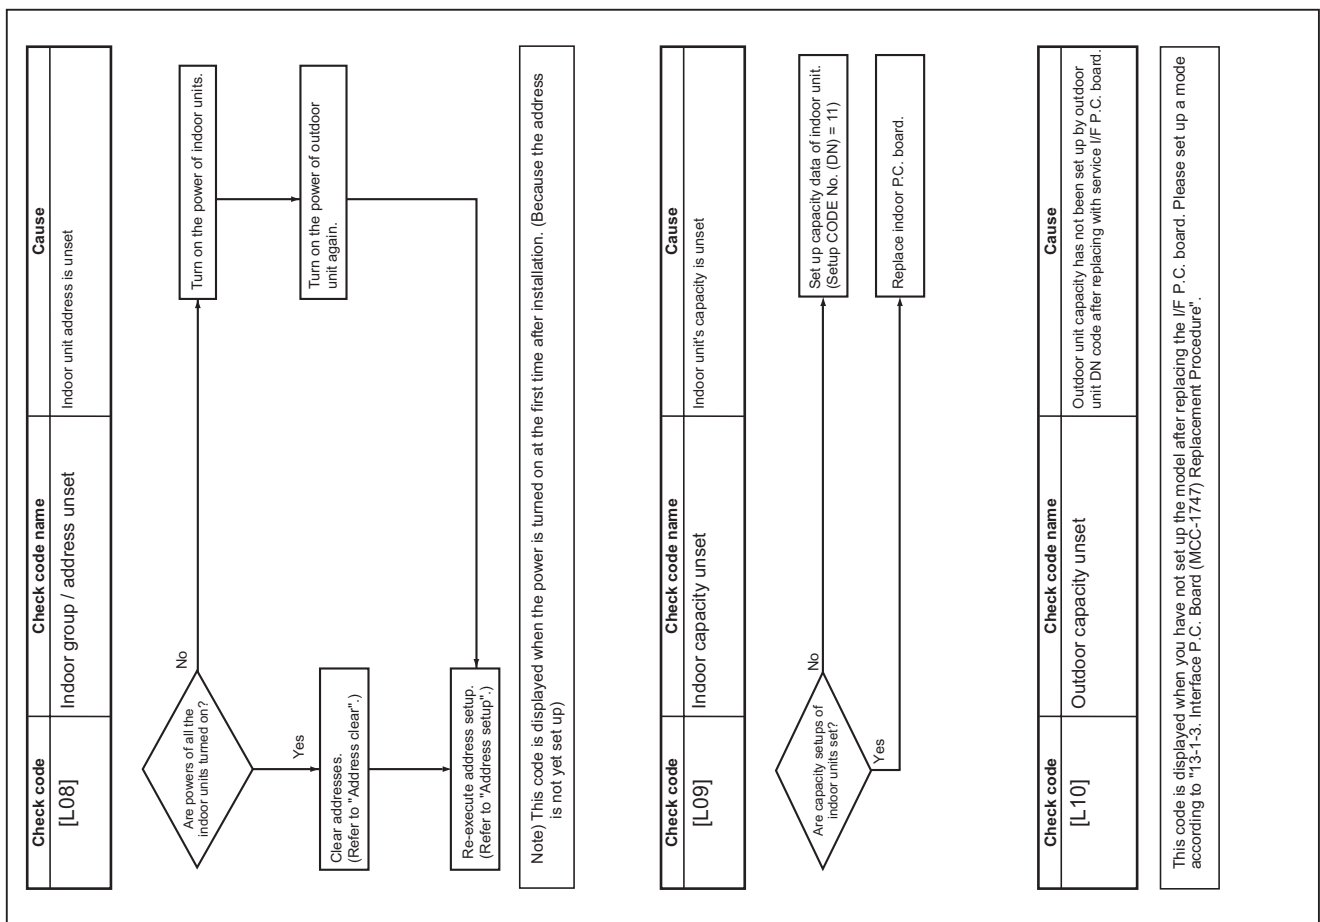 Check code
Check code name
Cause
[L08]
Indoor group / address unset
Indoor unit address is unset
Are powers of all the
indoor units turned on?
No
Turn on the power of indoor units.
Turn on the power of outdoor
unit again.
Yes
Clear addresses.
(Refer to "Address clear".)
Re-execute address setup.
(Refer to "Address setup".)
Note) This code is displayed when the power is turned on at the first time after installation. (Because the address
is not yet set up)
Check code
Check code name
Cause
[L09]
Indoor capacity unset
Indoor unit's capacity is unset
Are capacity setups of
indoor units set?
No
Set up capacity data of indoor unit.
(Setup CODE No. (DN) = 11)
Yes
Replace indoor P.C. board.
Check code
Check code name
Cause
[L10]
Outdoor capacity unset
Outdoor unit capacity has not been set up by outdoor
unit DN code after replacing with service I/F P.C. board.
This code is displayed when you have not set up the model after replacing the I/F P.C. board. Please set up a mode
according to "13-1-3. Interface P.C. Board (MCC-1747) Replacement Procedure".